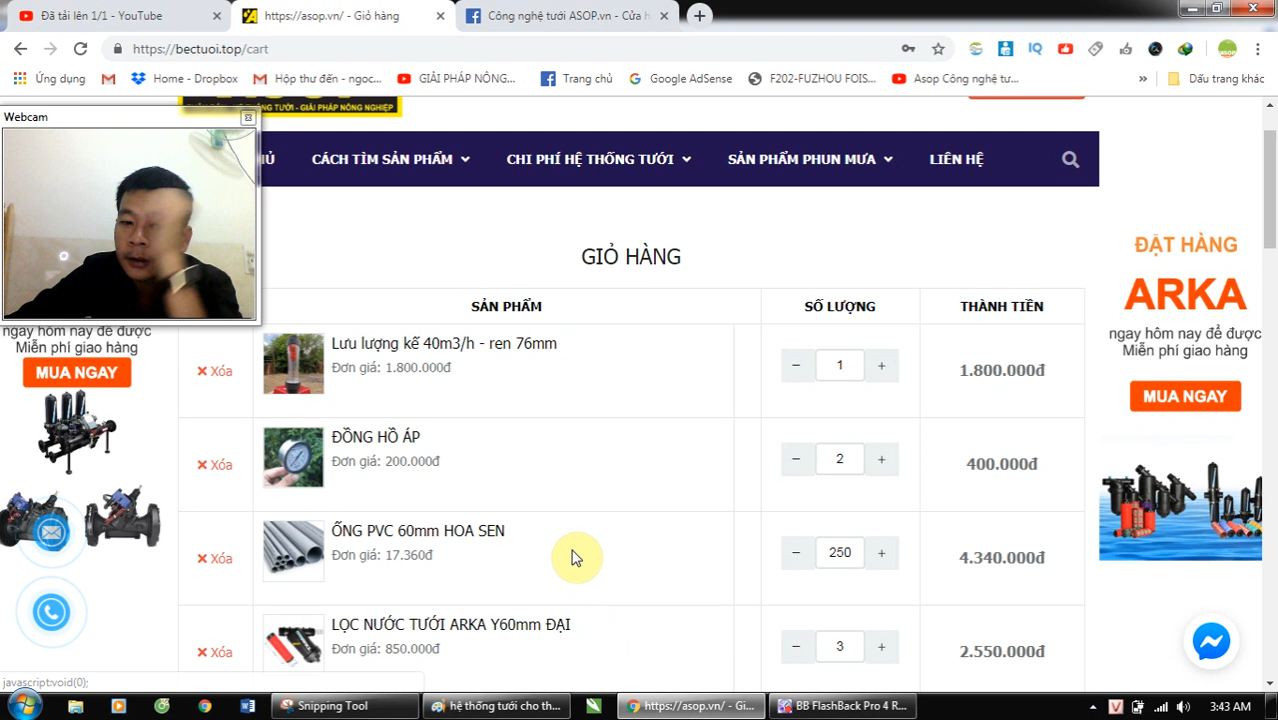 Đã tải lên 1/1 - YouTube
https://asop.vn/ - Giỏ hàng
Công nghệ tưới ASOP.vn - Cửa h
https://bectuoi.top/cart
IQ
Ứng dụng
Home - Dropbox
Hộp thư đến - ngoc...
GIẢI PHÁP NÔNG...
Trang chủ
Google AdSense
F202-FUZHOU FOIS...
Asop Công nghệ tư...
»
Dấu trang khác
Webcam
HỦ
CÁCH TÌM SẢN PHẨM
CHI PHÍ HỆ THỐNG TƯỚI
SẢN PHẨM PHUN MƯA
LIÊN HỆ
GIỎ HÀNG
SẢN PHẨM
SỐ LƯỢNG
THÀNH TIỀN
Xóa
Lưu lượng kế 40m3/h - ren 76mm
Đơn giá: 1.800.000đ
− 1 +
1.800.000đ
Xóa
ĐỒNG HỒ ÁP
Đơn giá: 200.000đ
− 2 +
400.000đ
Xóa
ỐNG PVC 60mm HOA SEN
Đơn giá: 17.360đ
− 250 +
4.340.000đ
Xóa
LỌC NƯỚC TƯỚI ARKA Y60mm ĐẠI
Đơn giá: 850.000đ
− 3 +
2.550.000đ
ngay hôm nay để được
Miễn phí giao hàng
MUA NGAY
ĐẶT HÀNG
ARKA
ngay hôm nay để được
Miễn phí giao hàng
MUA NGAY
javascript:void(0);
Snipping Tool
hệ thống tưới cho th...
https://asop.vn/ - Gi...
BB FlashBack Pro 4 R...
V
3:43 AM